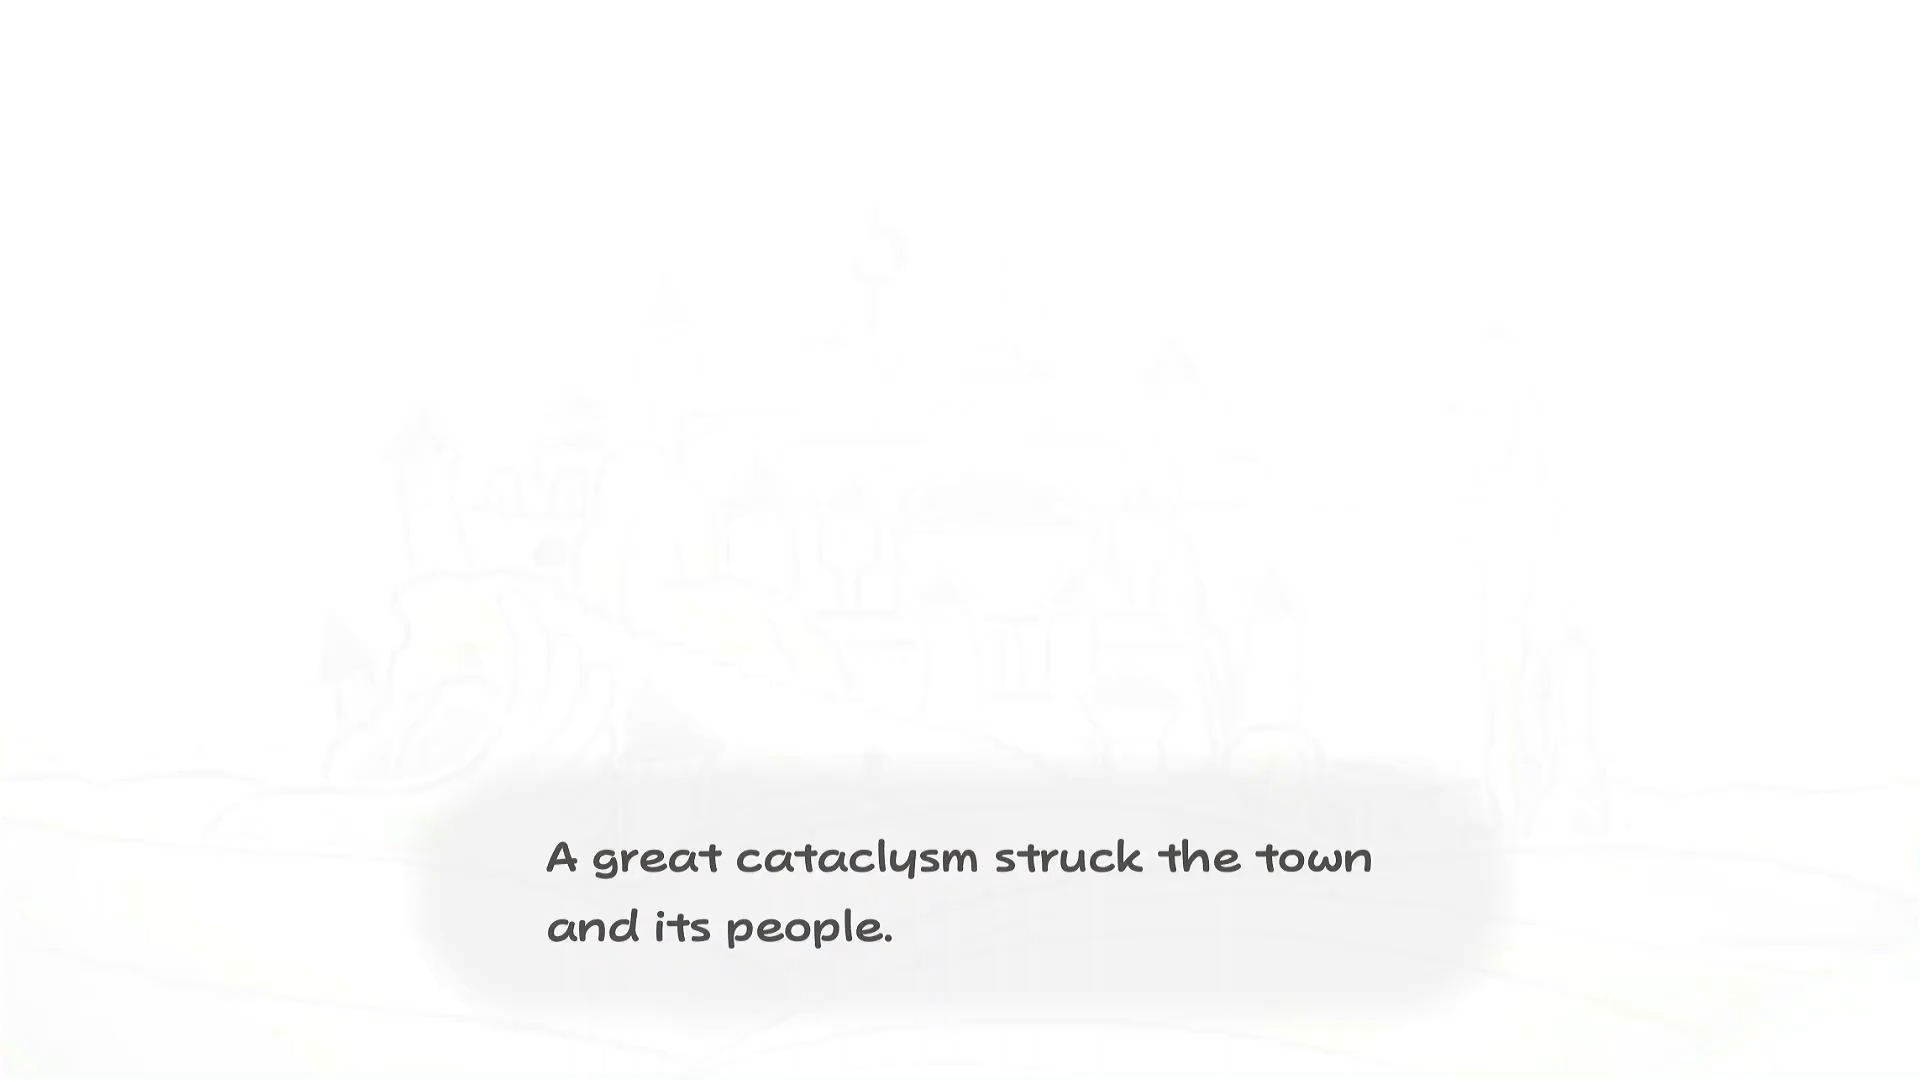 A great cataclysm struck the town
and its people.